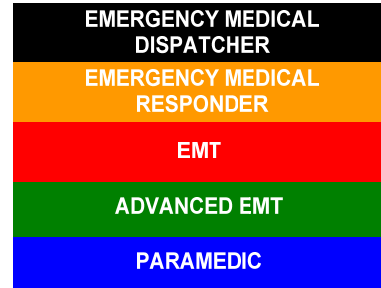 EMERGENCY MEDICAL
DISPATCHER
EMERGENCY MEDICAL
RESPONDER
EMT
ADVANCED EMT
PARAMEDIC